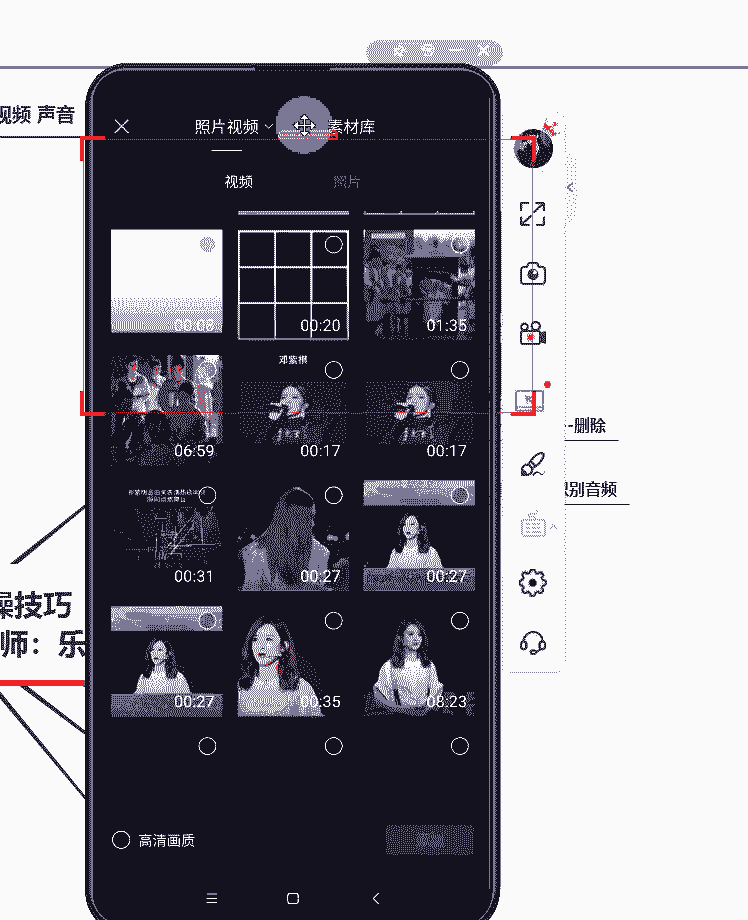 视频 声音
照片视频
素材库
视频
照片
00:08
00:20
01:35
邓紫棋
06:59
00:17
00:17
-删除
识别音频
00:31
00:27
00:27
操技巧
师：乐
00:27
00:35
08:23
高清画质